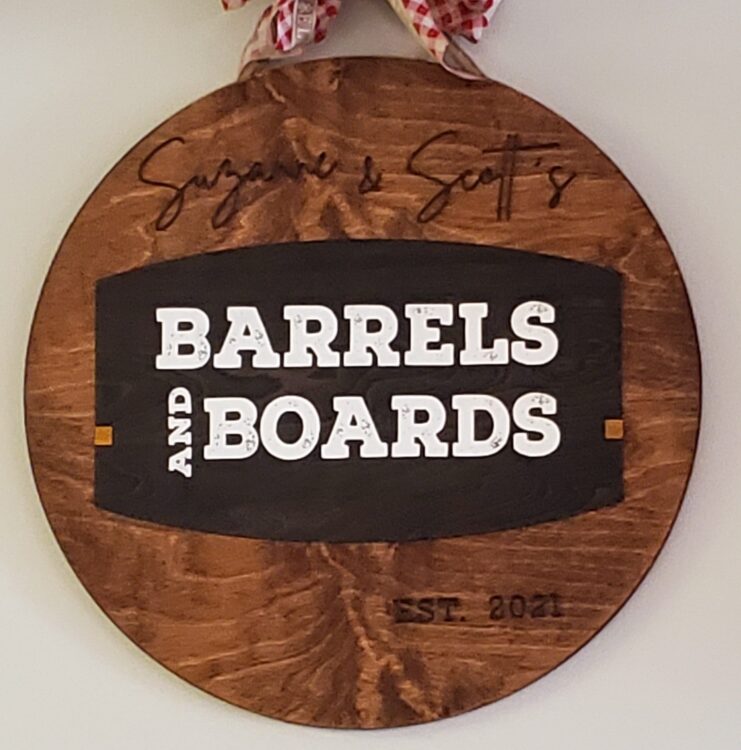 Suzanne & Scott's
BARRELS
AND BOARDS
EST. 2021